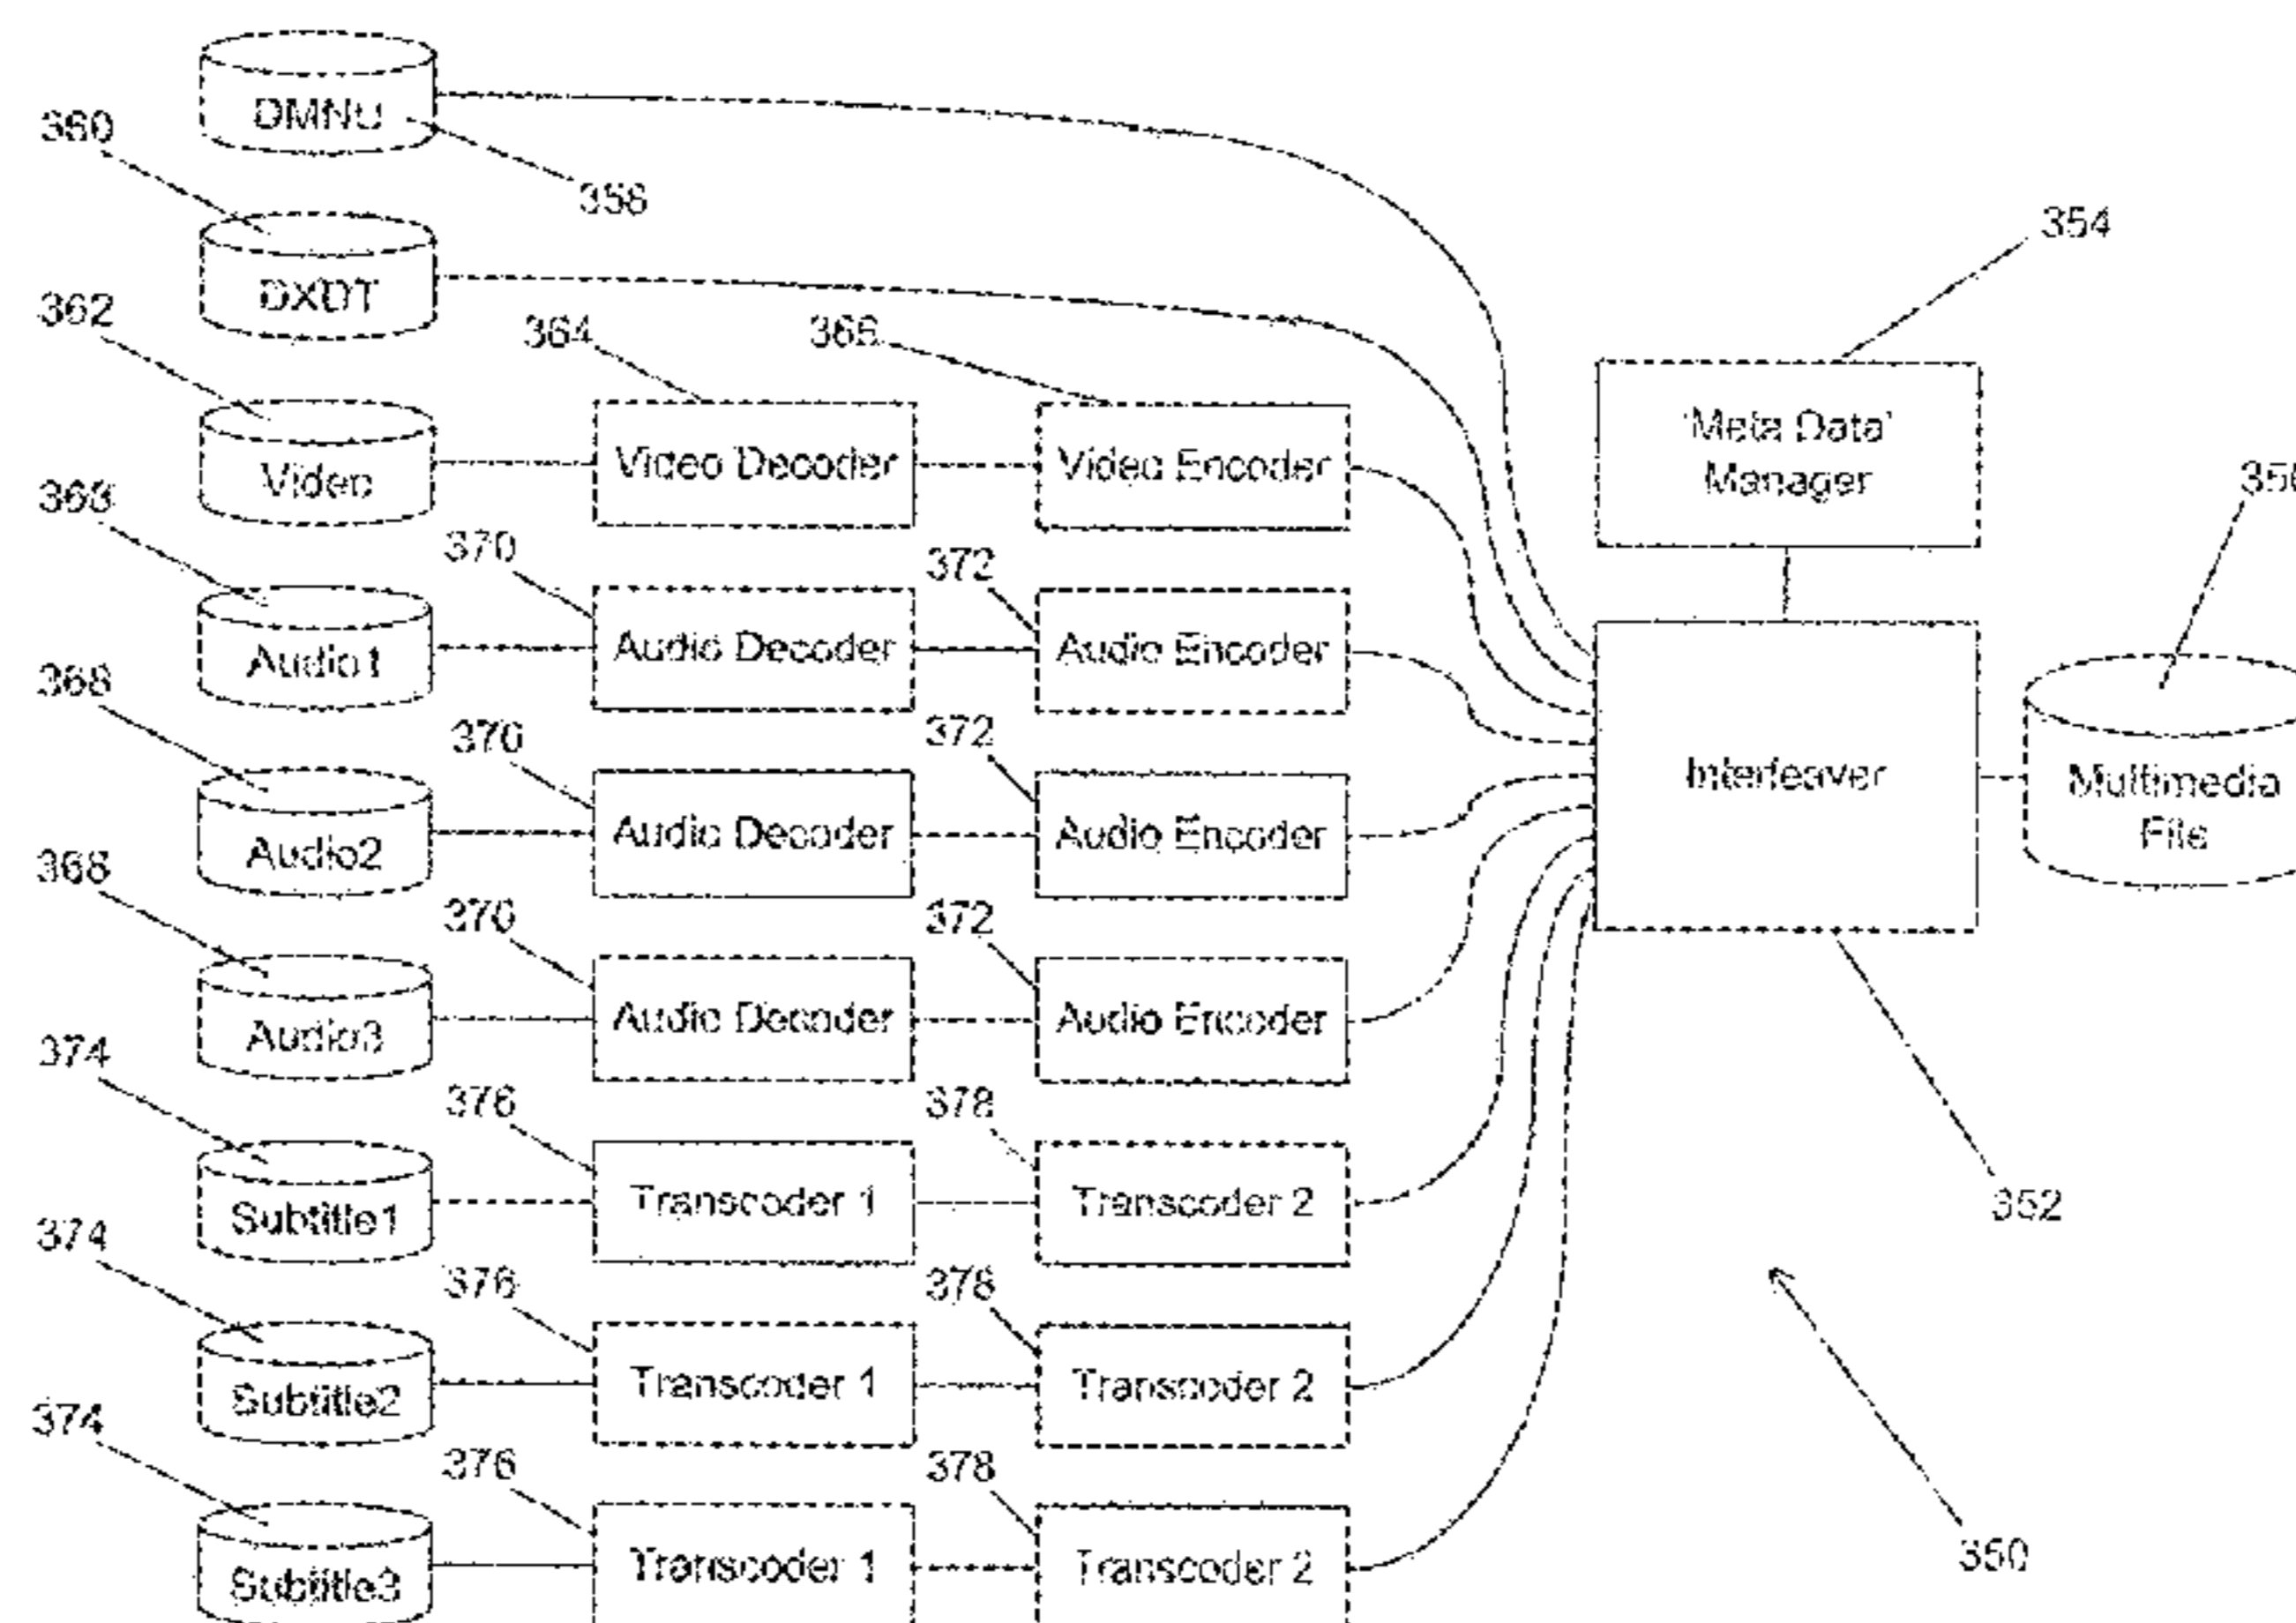 DMNU
360
358
DXDT
354
362
364
366
'Meta Data'
Manager
Video
Video Decoder
Video Encoder
368
370
372
Audio1
Audio Decoder
Audio Encoder
368
370
372
Interleaver
Multimedia
File
Audio2
Audio Decoder
Audio Encoder
368
370
372
Audio3
Audio Decoder
Audio Encoder
374
376
378
Subtitle1
Transcoder 1
Transcoder 2
352
374
376
378
Subtitle2
Transcoder 1
Transcoder 2
374
376
378
Subtitle3
Transcoder 1
Transcoder 2
350